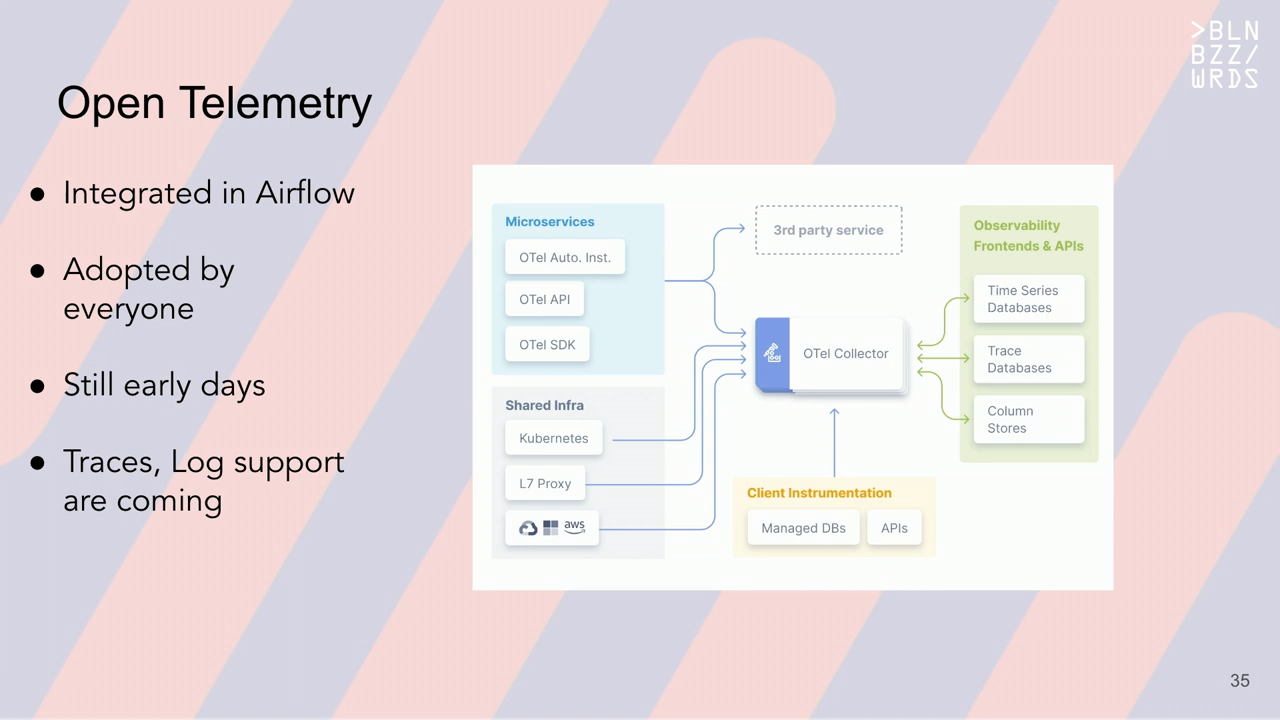 >BLN
BZZ/
WRDS
Open Telemetry
● Integrated in Airflow
● Adopted by
everyone
● Still early days
● Traces, Log support
are coming
Microservices
OTel Auto. Inst.
OTel API
OTel SDK
Shared Infra
Kubernetes
L7 Proxy
aws
3rd party service
OTel Collector
Client Instrumentation
Managed DBs
APIs
Observability
Frontends & APIs
Time Series
Databases
Trace
Databases
Column
Stores
35